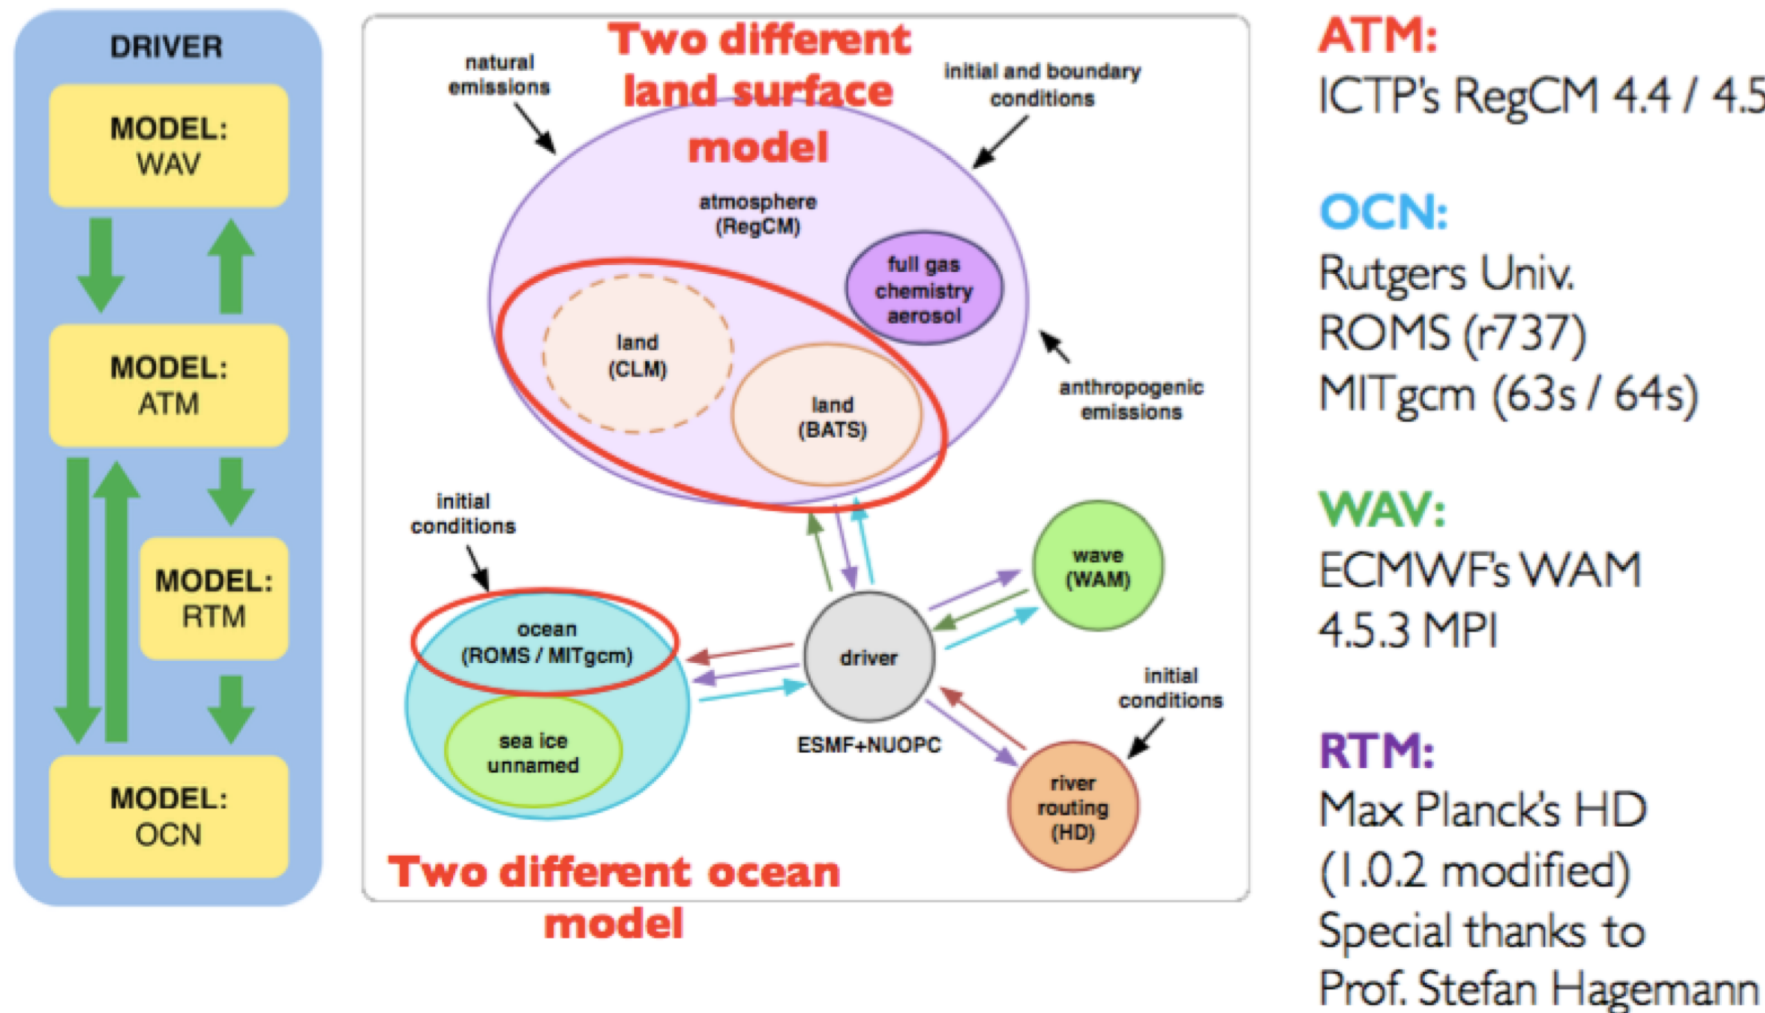 DRIVER
MODEL:
WAV
MODEL:
ATM
MODEL:
RTM
MODEL:
OCN
Two different
land surface
model
natural
emissions
initial and boundary
conditions
atmosphere
(RegCM)
full gas
chemistry
aerosol
land
(CLM)
land
(BATS)
anthropogenic
emissions
initial
conditions
ocean
(ROMS / MITgcm)
sea ice
unnamed
driver
ESMF+NUOPC
wave
(WAM)
initial
conditions
river
routing
(HD)
Two different ocean
model
ATM:
ICTP's RegCM 4.4 / 4.5
OCN:
Rutgers Univ.
ROMS (r737)
MITgcm (63s / 64s)
WAV:
ECMWF's WAM
4.5.3 MPI
RTM:
Max Planck's HD
(1.0.2 modified)
Special thanks to
Prof. Stefan Hagemann